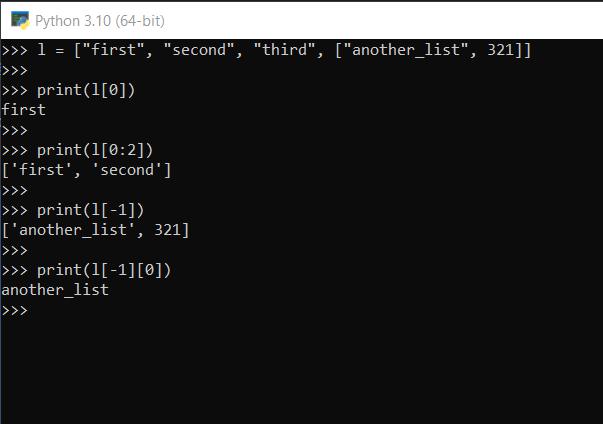 Python 3.10 (64-bit)
>>> l = ["first", "second", "third", ["another_list", 321]]
>>>
>>> print(l[0])
first
>>>
>>> print(l[0:2])
['first', 'second']
>>>
>>> print(l[-1])
['another_list', 321]
>>>
>>> print(l[-1][0])
another_list
>>>